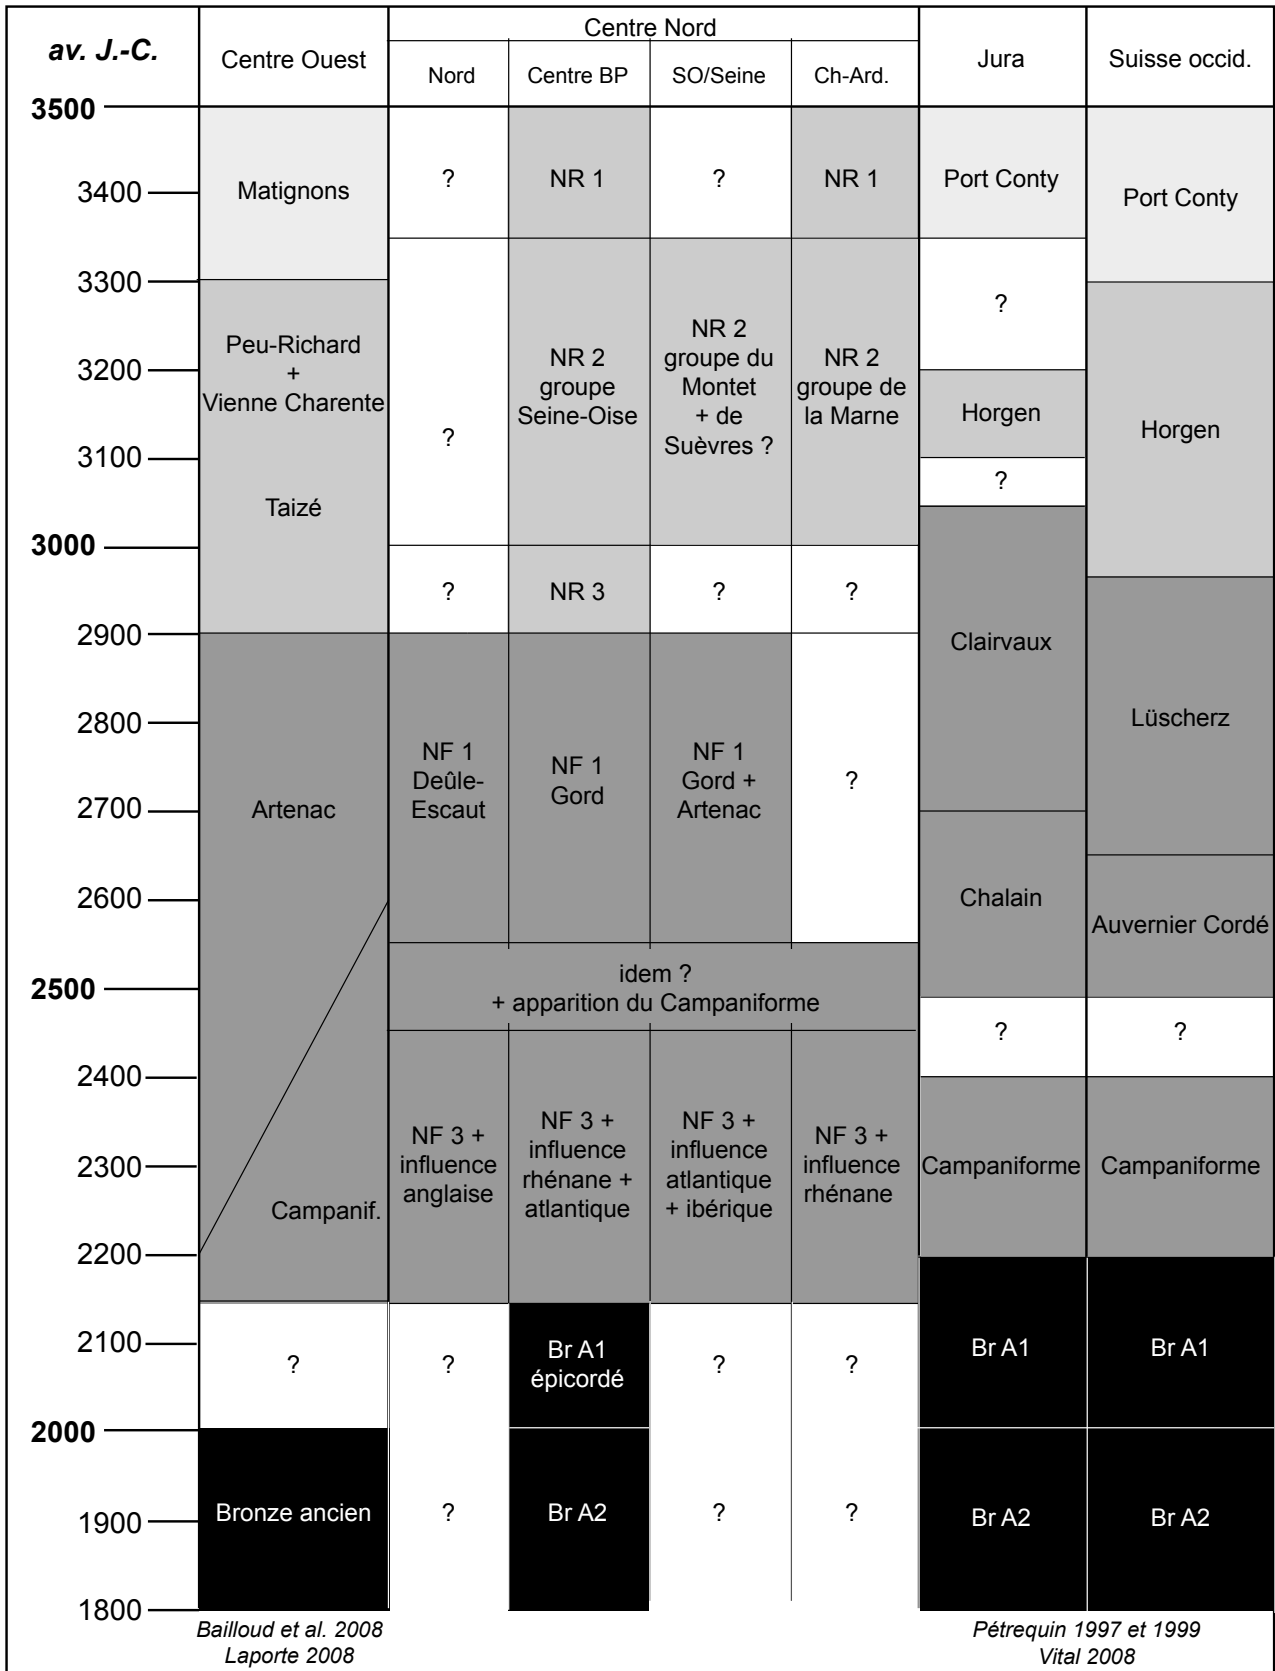 av. J.-C.
Centre Ouest
Centre Nord
Nord
Centre BP
SO/Seine
Ch-Ard.
Jura
Suisse occid.
3500
3400
3300
3200
3100
3000
2900
2800
2700
2600
2500
2400
2300
2200
2100
2000
1900
1800
Matignons
Peu-Richard
+
Vienne Charente
Taizé
Artenac
Campanif.
?
Bronze ancien
?
?
?
NF 1
Deûle-
Escaut
idem ?
+ apparition du Campaniforme
NF 3 +
influence
anglaise
?
?
NR 1
NR 2
groupe
Seine-Oise
NR 3
NF 1
Gord
NF 3 +
influence
rhénane +
atlantique
Br A1
épicordé
Br A2
?
NR 2
groupe du
Montet
+ de
Suèvres ?
?
NF 1
Gord +
Artenac
NF 3 +
influence
atlantique
+ ibérique
?
?
NR 1
NR 2
groupe de
la Marne
?
?
NF 3 +
influence
rhénane
?
?
Port Conty
?
Horgen
?
Clairvaux
Chalain
?
Campaniforme
Br A1
Br A2
Port Conty
Horgen
Lüscherz
Auvernier Cordé
?
Campaniforme
Br A1
Br A2
Bailloud et al. 2008
Laporte 2008
Pétrequin 1997 et 1999
Vital 2008